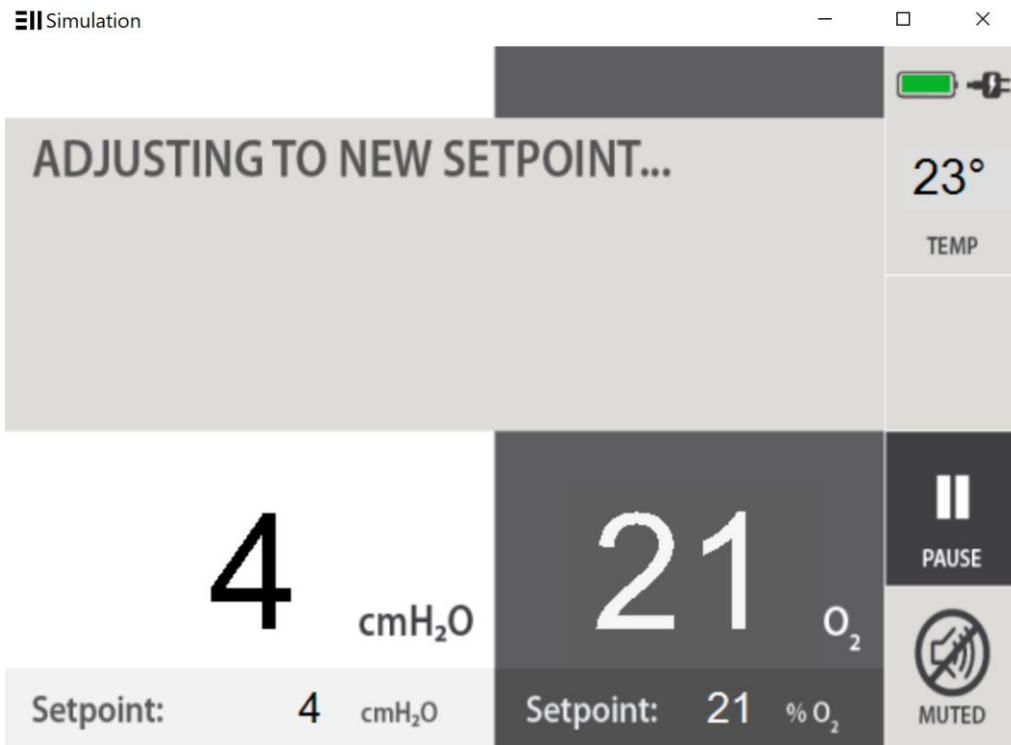 Simulation
ADJUSTING TO NEW SETPOINT...
23°
TEMP
4 cmH₂O
21 O₂
PAUSE
Setpoint: 4 cmH₂O
Setpoint: 21 % O₂
MUTED